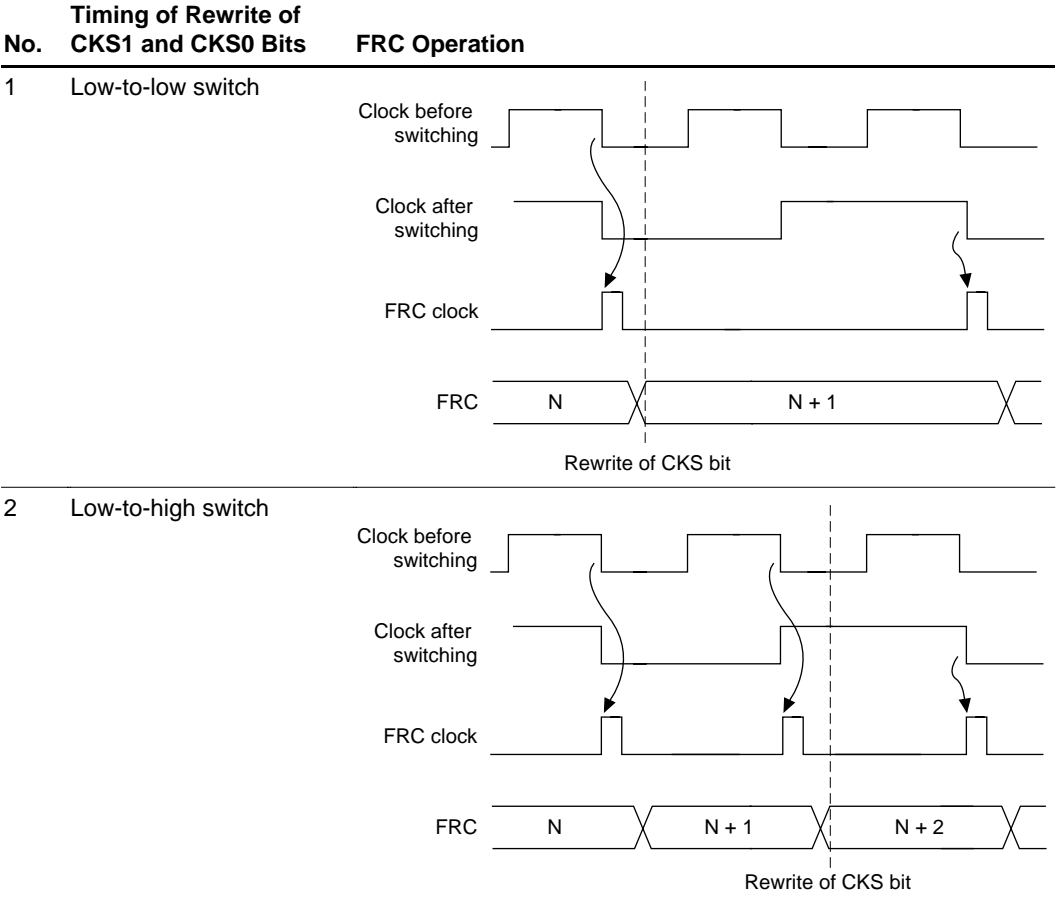 Timing of Rewrite of
No. CKS1 and CKS0 Bits FRC Operation
1 Low-to-low switch
Clock before
switching
Clock after
switching
FRC clock
FRC N N + 1
Rewrite of CKS bit
2 Low-to-high switch
Clock before
switching
Clock after
switching
FRC clock
FRC N N + 1 N + 2
Rewrite of CKS bit